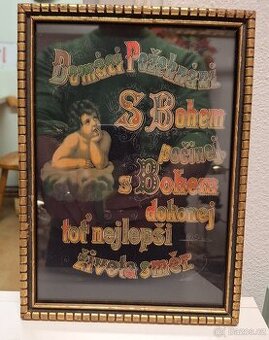 Domácí Požehnání.
S Bohem
počínej
s Bohem
dokonej
toť nejlepší
života směr.